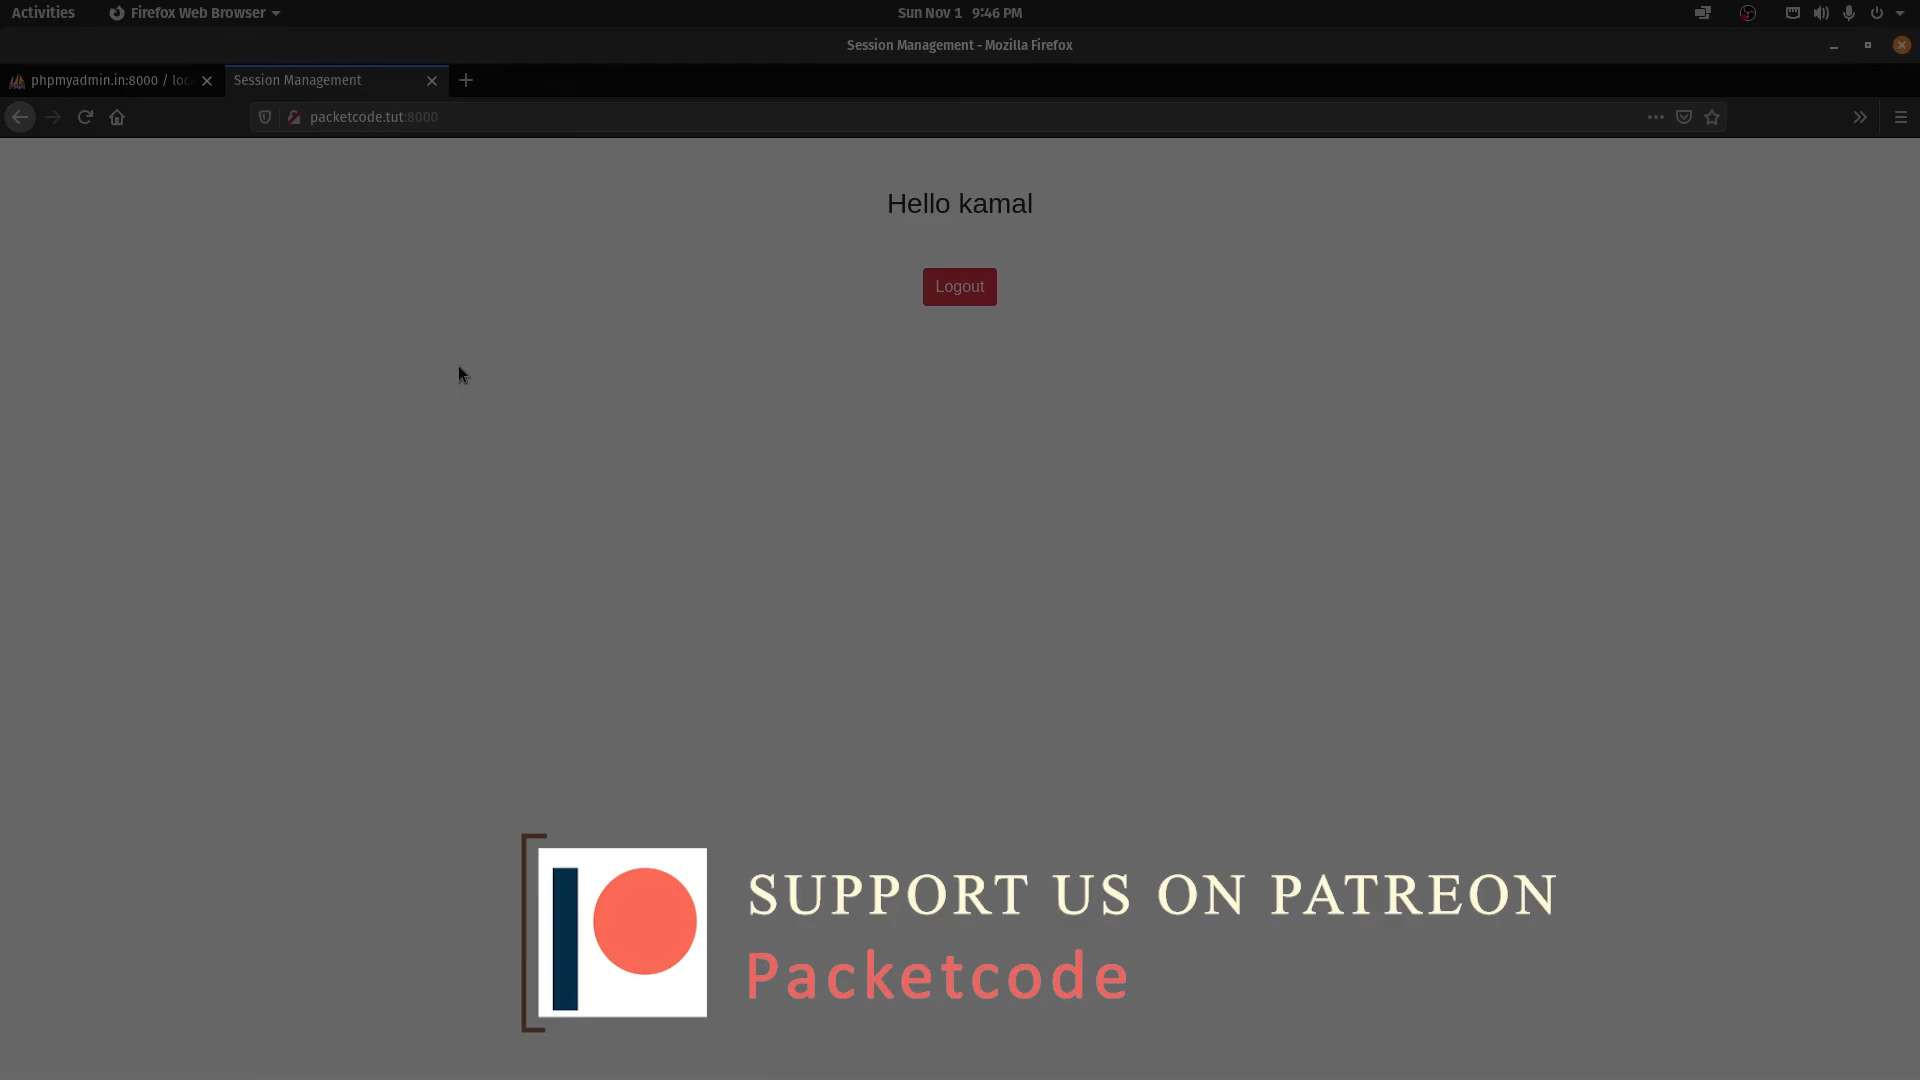 Activities
Firefox Web Browser
Sun Nov 1 9:46 PM
Session Management - Mozilla Firefox
phpmyadmin.in:8000 / loc
Session Management
packetcode.tut:8000
Hello kamal
Logout
SUPPORT US ON PATREON
Packetcode